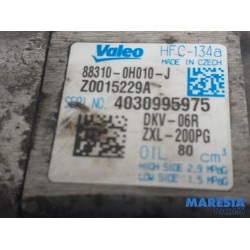 Valeo HFC-134a
MADE IN CZECH
88310-0H010-J
Z0015229A
SERI NO. 4030995975
DKV-06R
ZXL-200PG
OIL 80 cm³
HIGH SIDE 2.9 MPaG
LOW SIDE 1.5 MPaG
MARESIA